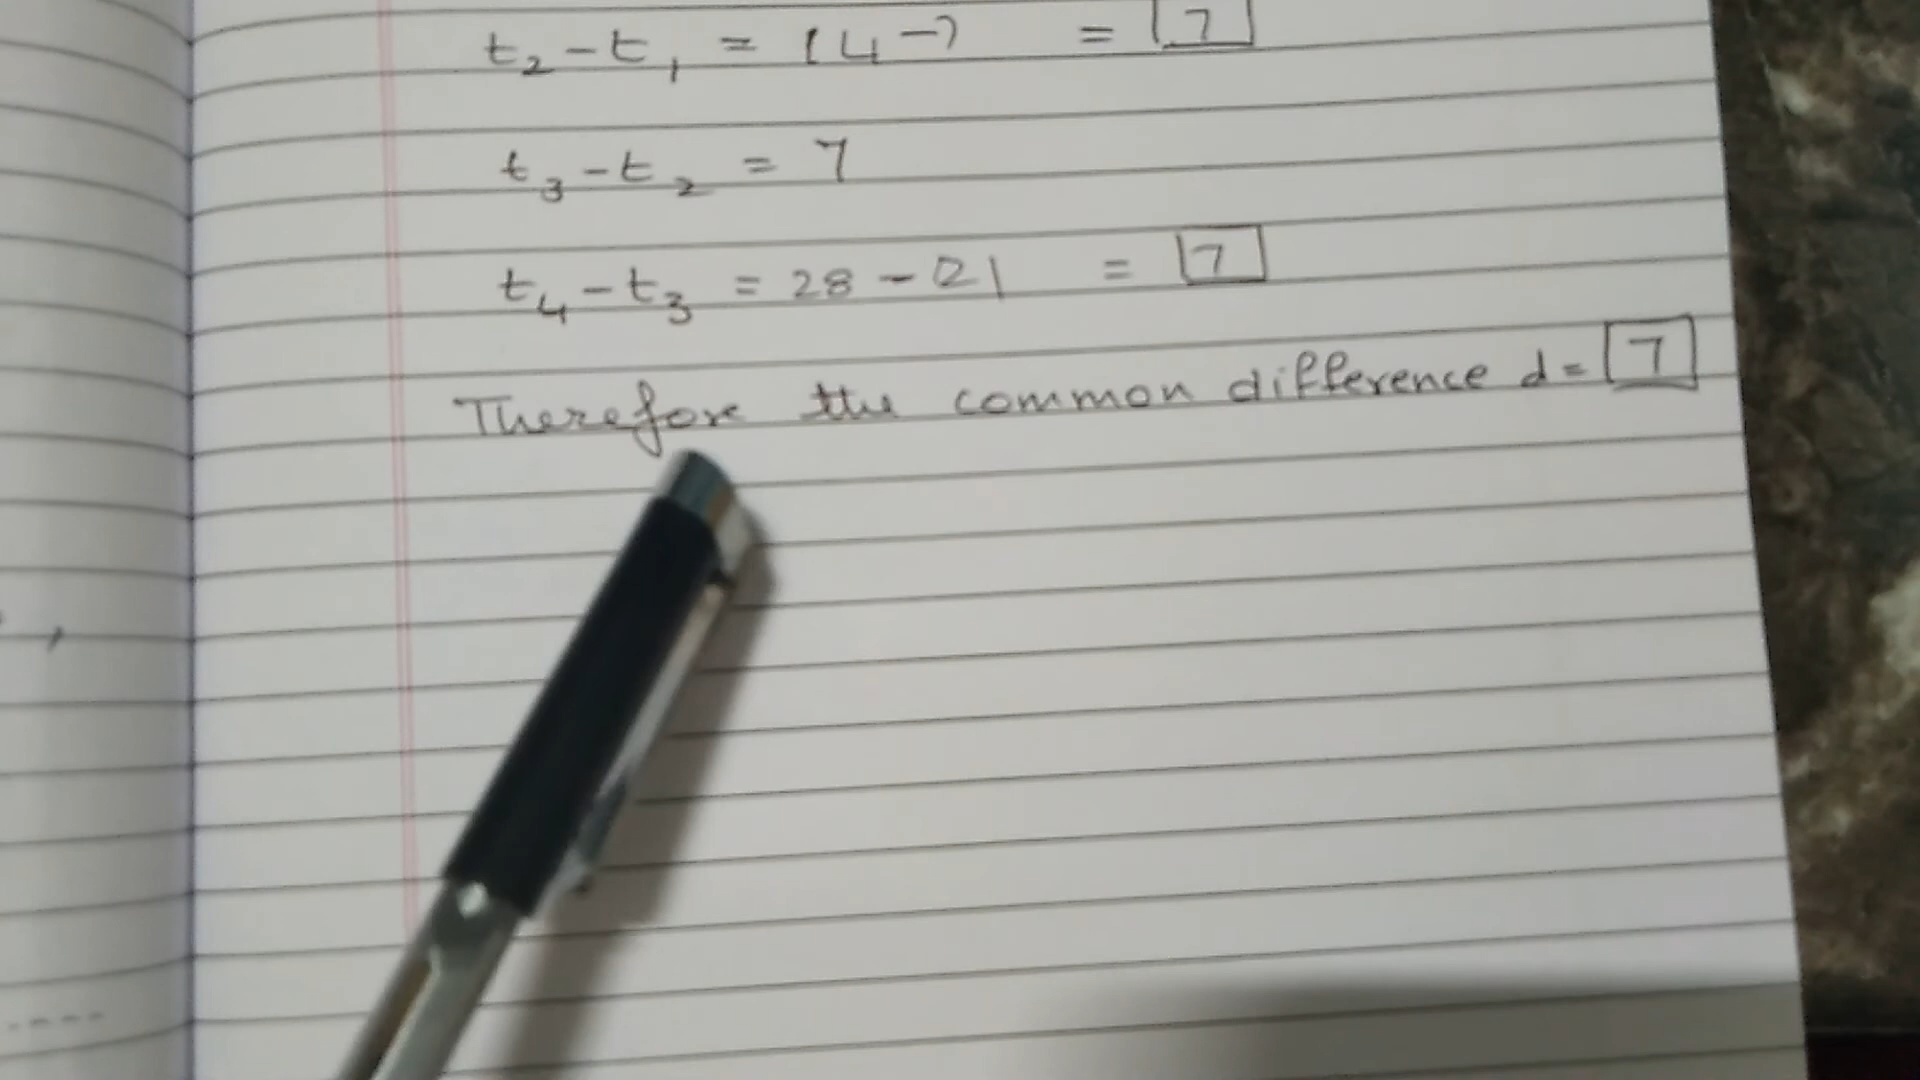 t₂ - t₁ = 14 - 7 = 7
t₃ - t₂ = 7
t₄ - t₃ = 28 - 21 = 7
Therefore the common difference d = 7